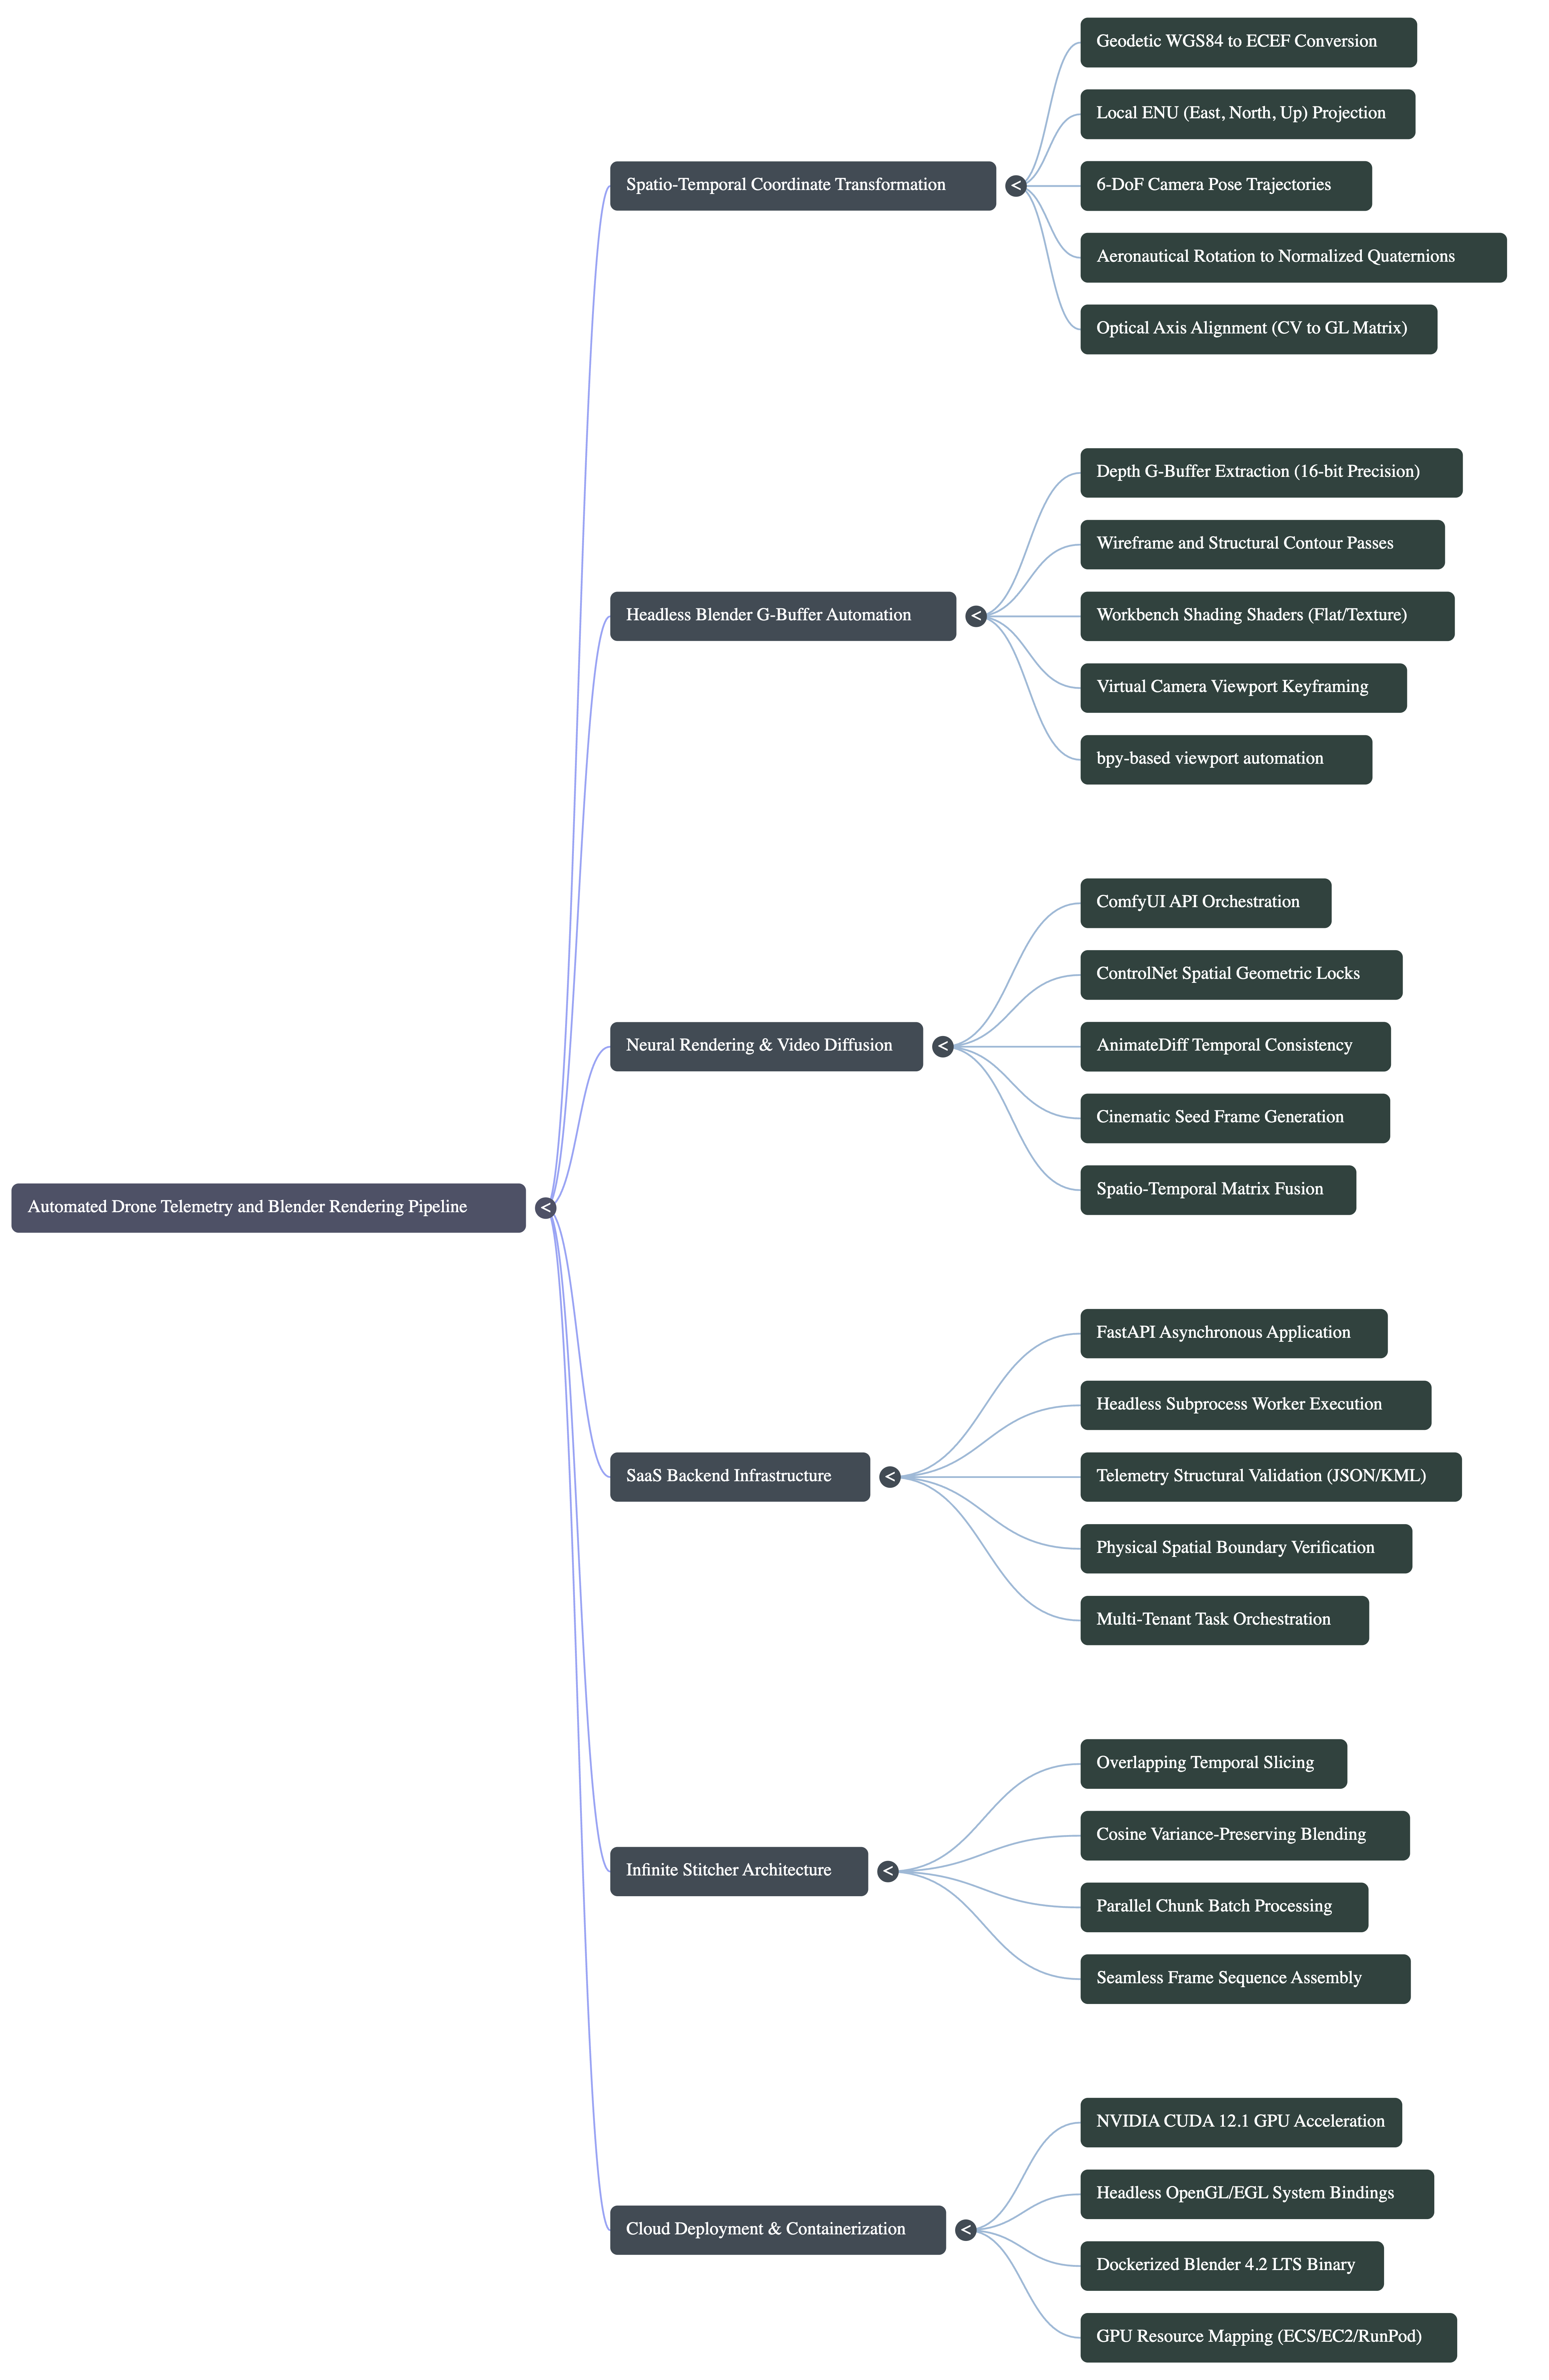 Automated Drone Telemetry and Blender Rendering Pipeline
<
Spatio-Temporal Coordinate Transformation
<
Geodetic WGS84 to ECEF Conversion
Local ENU (East, North, Up) Projection
6-DoF Camera Pose Trajectories
Aeronautical Rotation to Normalized Quaternions
Optical Axis Alignment (CV to GL Matrix)
Headless Blender G-Buffer Automation
<
Depth G-Buffer Extraction (16-bit Precision)
Wireframe and Structural Contour Passes
Workbench Shading Shaders (Flat/Texture)
Virtual Camera Viewport Keyframing
bpy-based viewport automation
Neural Rendering & Video Diffusion
<
ComfyUI API Orchestration
ControlNet Spatial Geometric Locks
AnimateDiff Temporal Consistency
Cinematic Seed Frame Generation
Spatio-Temporal Matrix Fusion
SaaS Backend Infrastructure
<
FastAPI Asynchronous Application
Headless Subprocess Worker Execution
Telemetry Structural Validation (JSON/KML)
Physical Spatial Boundary Verification
Multi-Tenant Task Orchestration
Infinite Stitcher Architecture
<
Overlapping Temporal Slicing
Cosine Variance-Preserving Blending
Parallel Chunk Batch Processing
Seamless Frame Sequence Assembly
Cloud Deployment & Containerization
<
NVIDIA CUDA 12.1 GPU Acceleration
Headless OpenGL/EGL System Bindings
Dockerized Blender 4.2 LTS Binary
GPU Resource Mapping (ECS/EC2/RunPod)